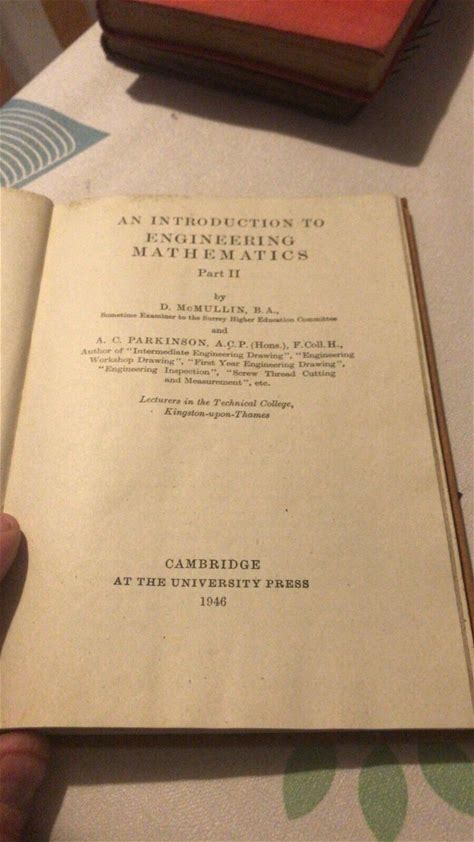 AN INTRODUCTION TO
ENGINEERING
MATHEMATICS
Part II
by
D. McMULLIN, B.A.,
Sometime Examiner to the Surrey Higher Education Committee
and
A. C. PARKINSON, A.C.P. (Hons.), F.Coll.H.,
Author of "Intermediate Engineering Drawing", "Engineering
Workshop Drawing", "First Year Engineering Drawing",
"Engineering Inspection", "Screw Thread Cutting
and Measurement", etc.
Lecturers in the Technical College,
Kingston-upon-Thames
CAMBRIDGE
AT THE UNIVERSITY PRESS
1946